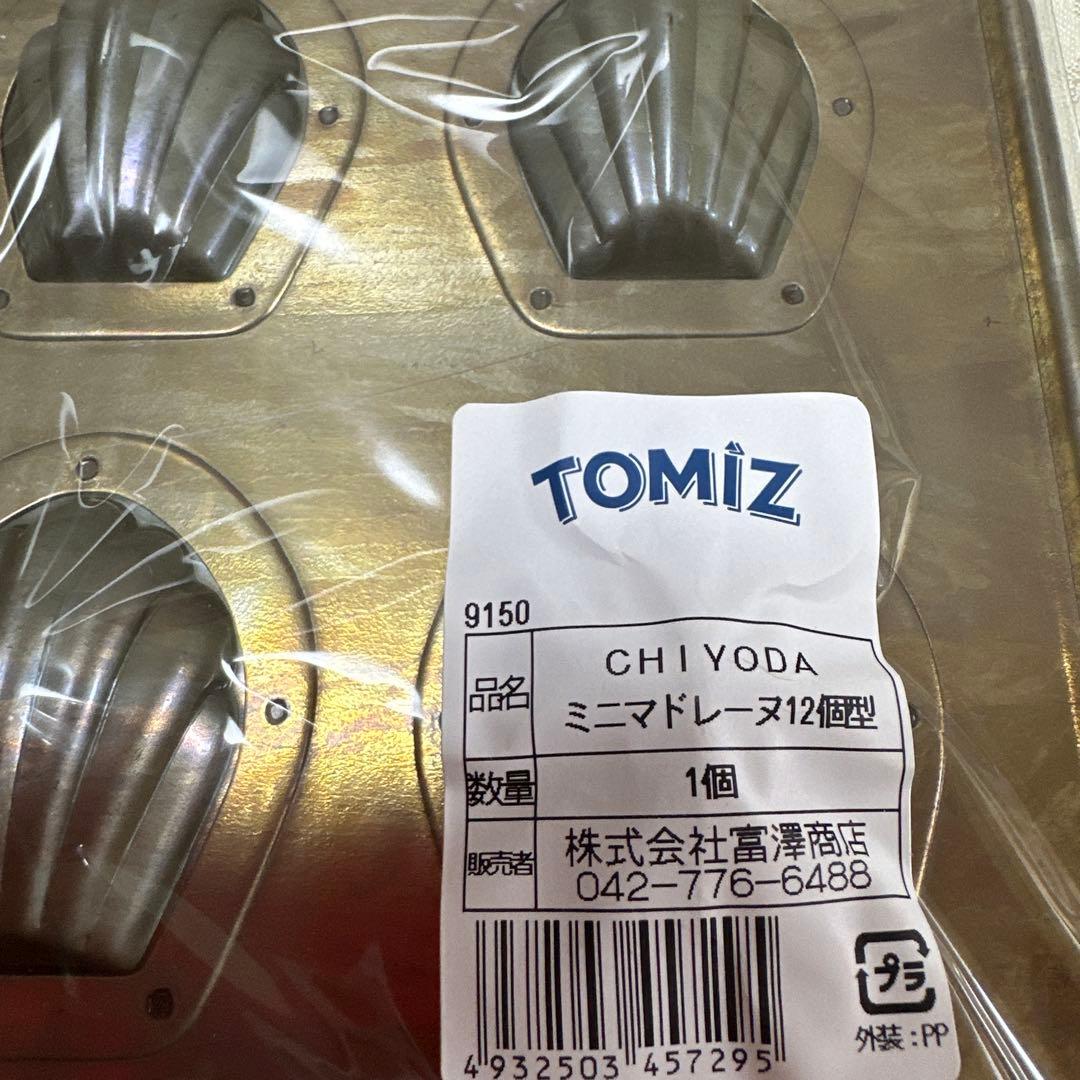 TOMIZ
9150
品名
CHIYODA
ミニマドレーヌ12個型
数量
1個
販売者
株式会社富澤商店
042-776-6488
4 932503 457295
プラ
外装:PP